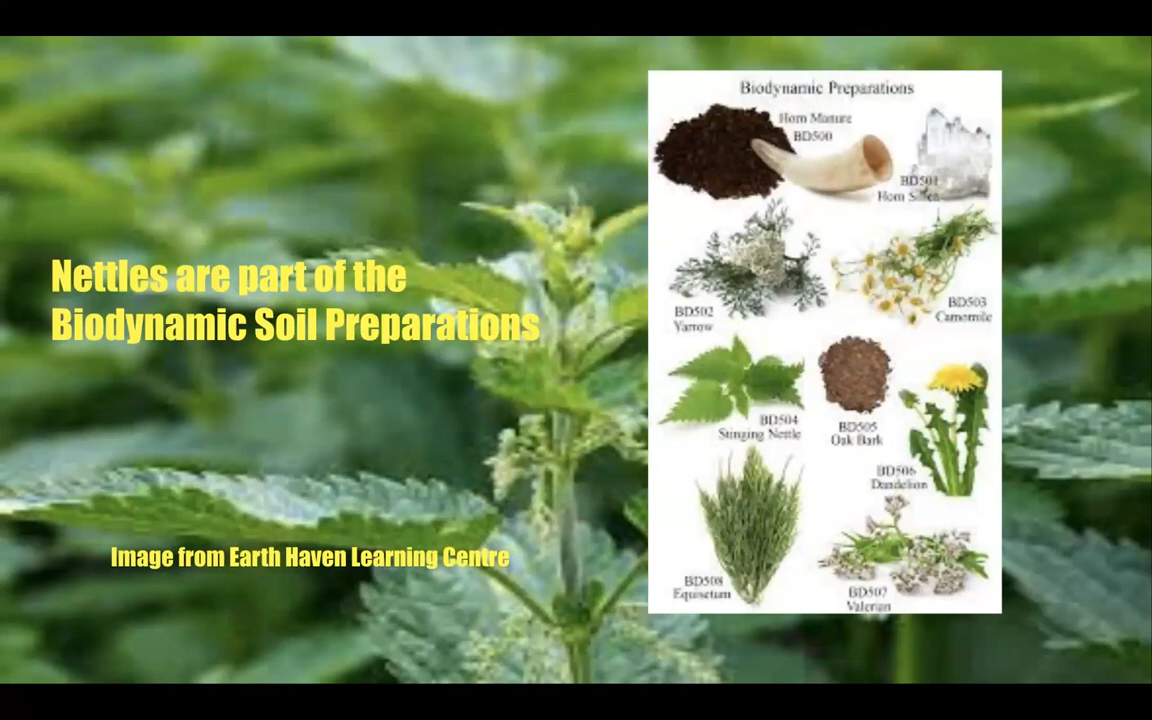 Nettles are part of the
Biodynamic Soil Preparations
Image from Earth Haven Learning Centre
Biodynamic Preparations
Horn Manure
BD500
BD501
Horn Silica
BD502
Yarrow
BD503
Camomile
BD504
Stinging Nettle
BD505
Oak Bark
BD506
Dandelion
BD508
Equisetum
BD507
Valerian